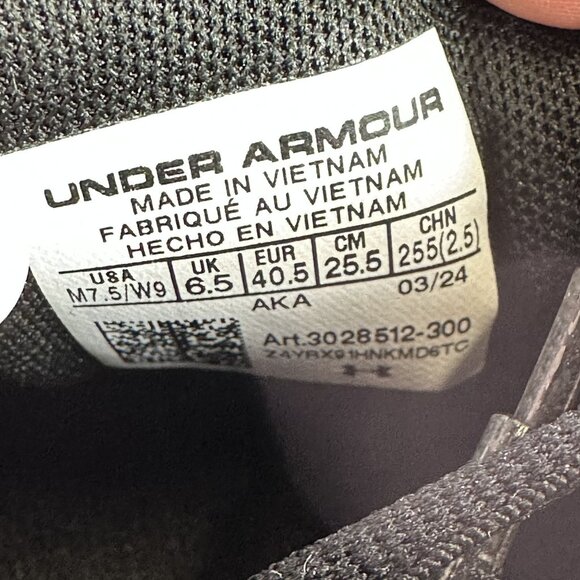 UNDER ARMOUR
MADE IN VIETNAM
FABRIQUÉ AU VIETNAM
HECHO EN VIETNAM
USA UK EUR CM CHN
M7.5/W9 6.5 40.5 25.5 255(2.5)
AKA 03/24
Art.3028512-300
Z4YRX91HNKMD6TC